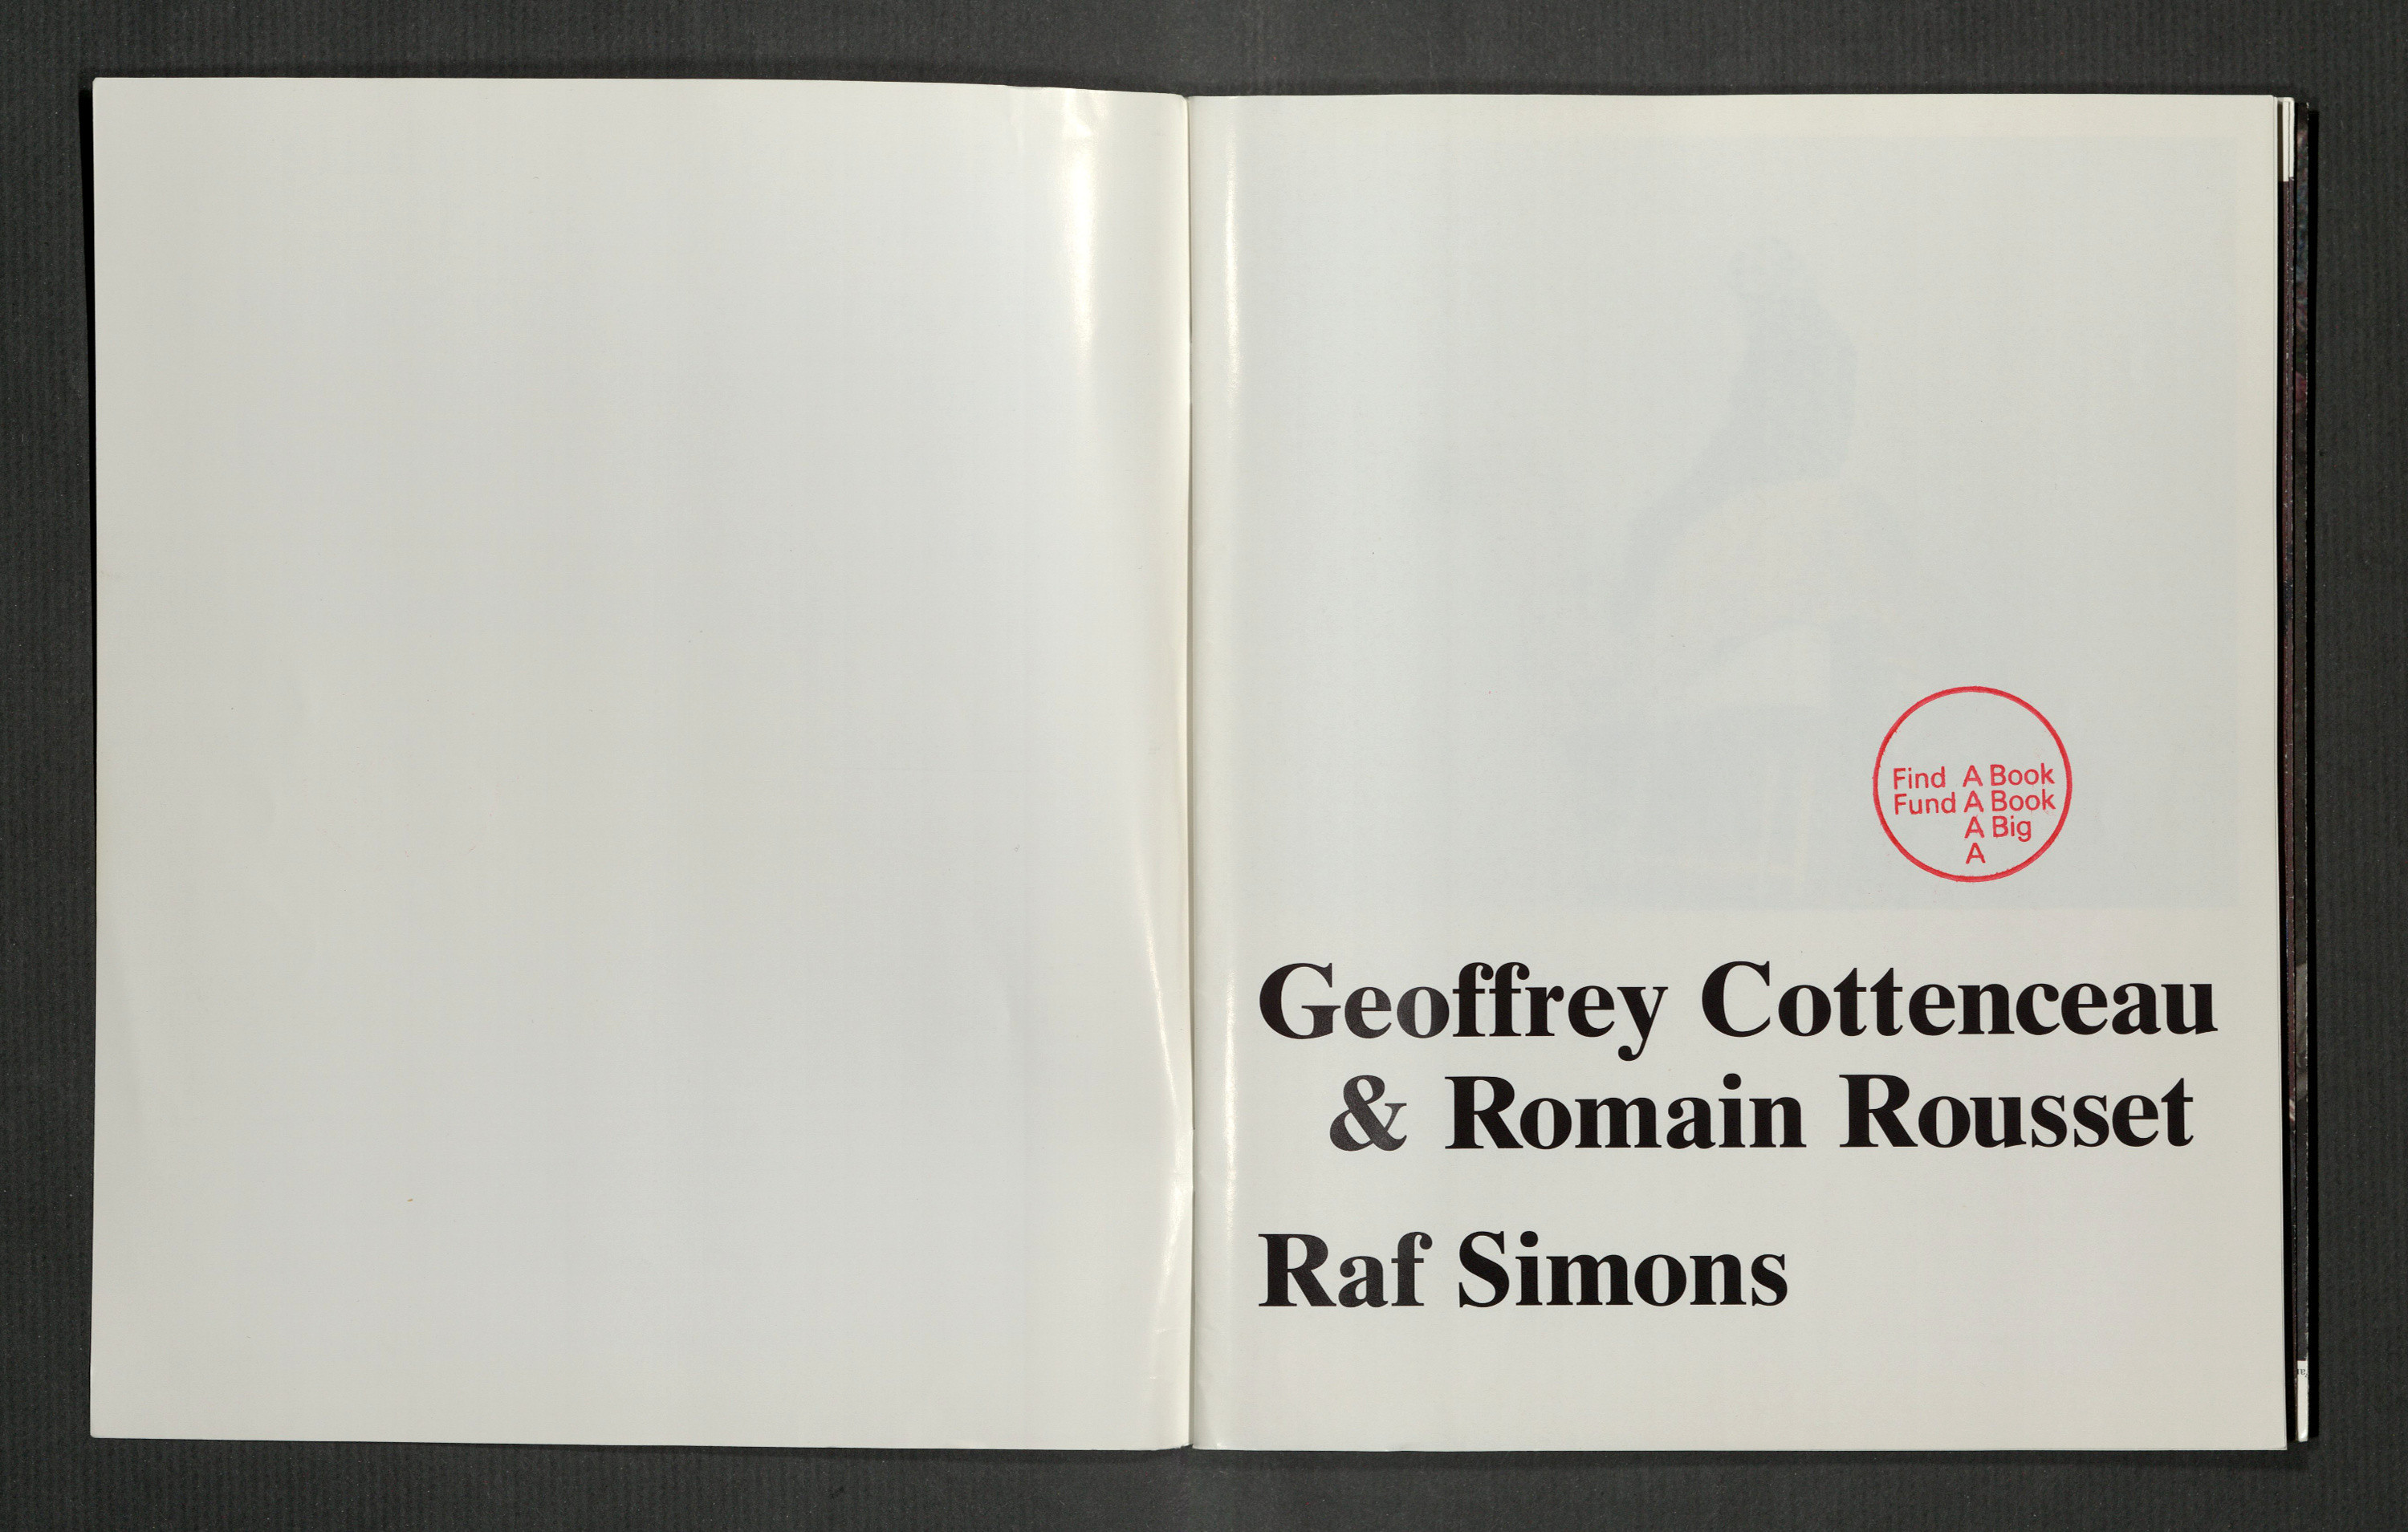 Find A Book
Fund A Book
A Big
A
Geoffrey Cottenceau
& Romain Rousset
Raf Simons